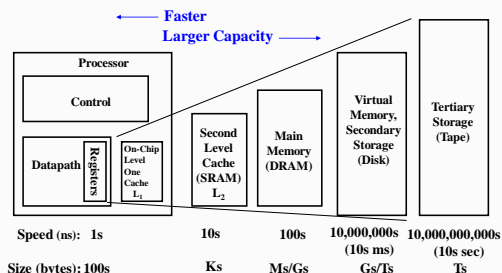 Faster
Larger Capacity
Processor
Control
Datapath
Registers
On-Chip
Level
One
Cache
L1
Second
Level
Cache
(SRAM)
L2
Main
Memory
(DRAM)
Virtual
Memory,
Secondary
Storage
(Disk)
Tertiary
Storage
(Tape)
Speed (ns): 1s 10s 100s 10,000,000s 10,000,000,000s
(10s ms) (10s sec)
Size (bytes): 100s Ks Ms/Gs Gs/Ts Ts